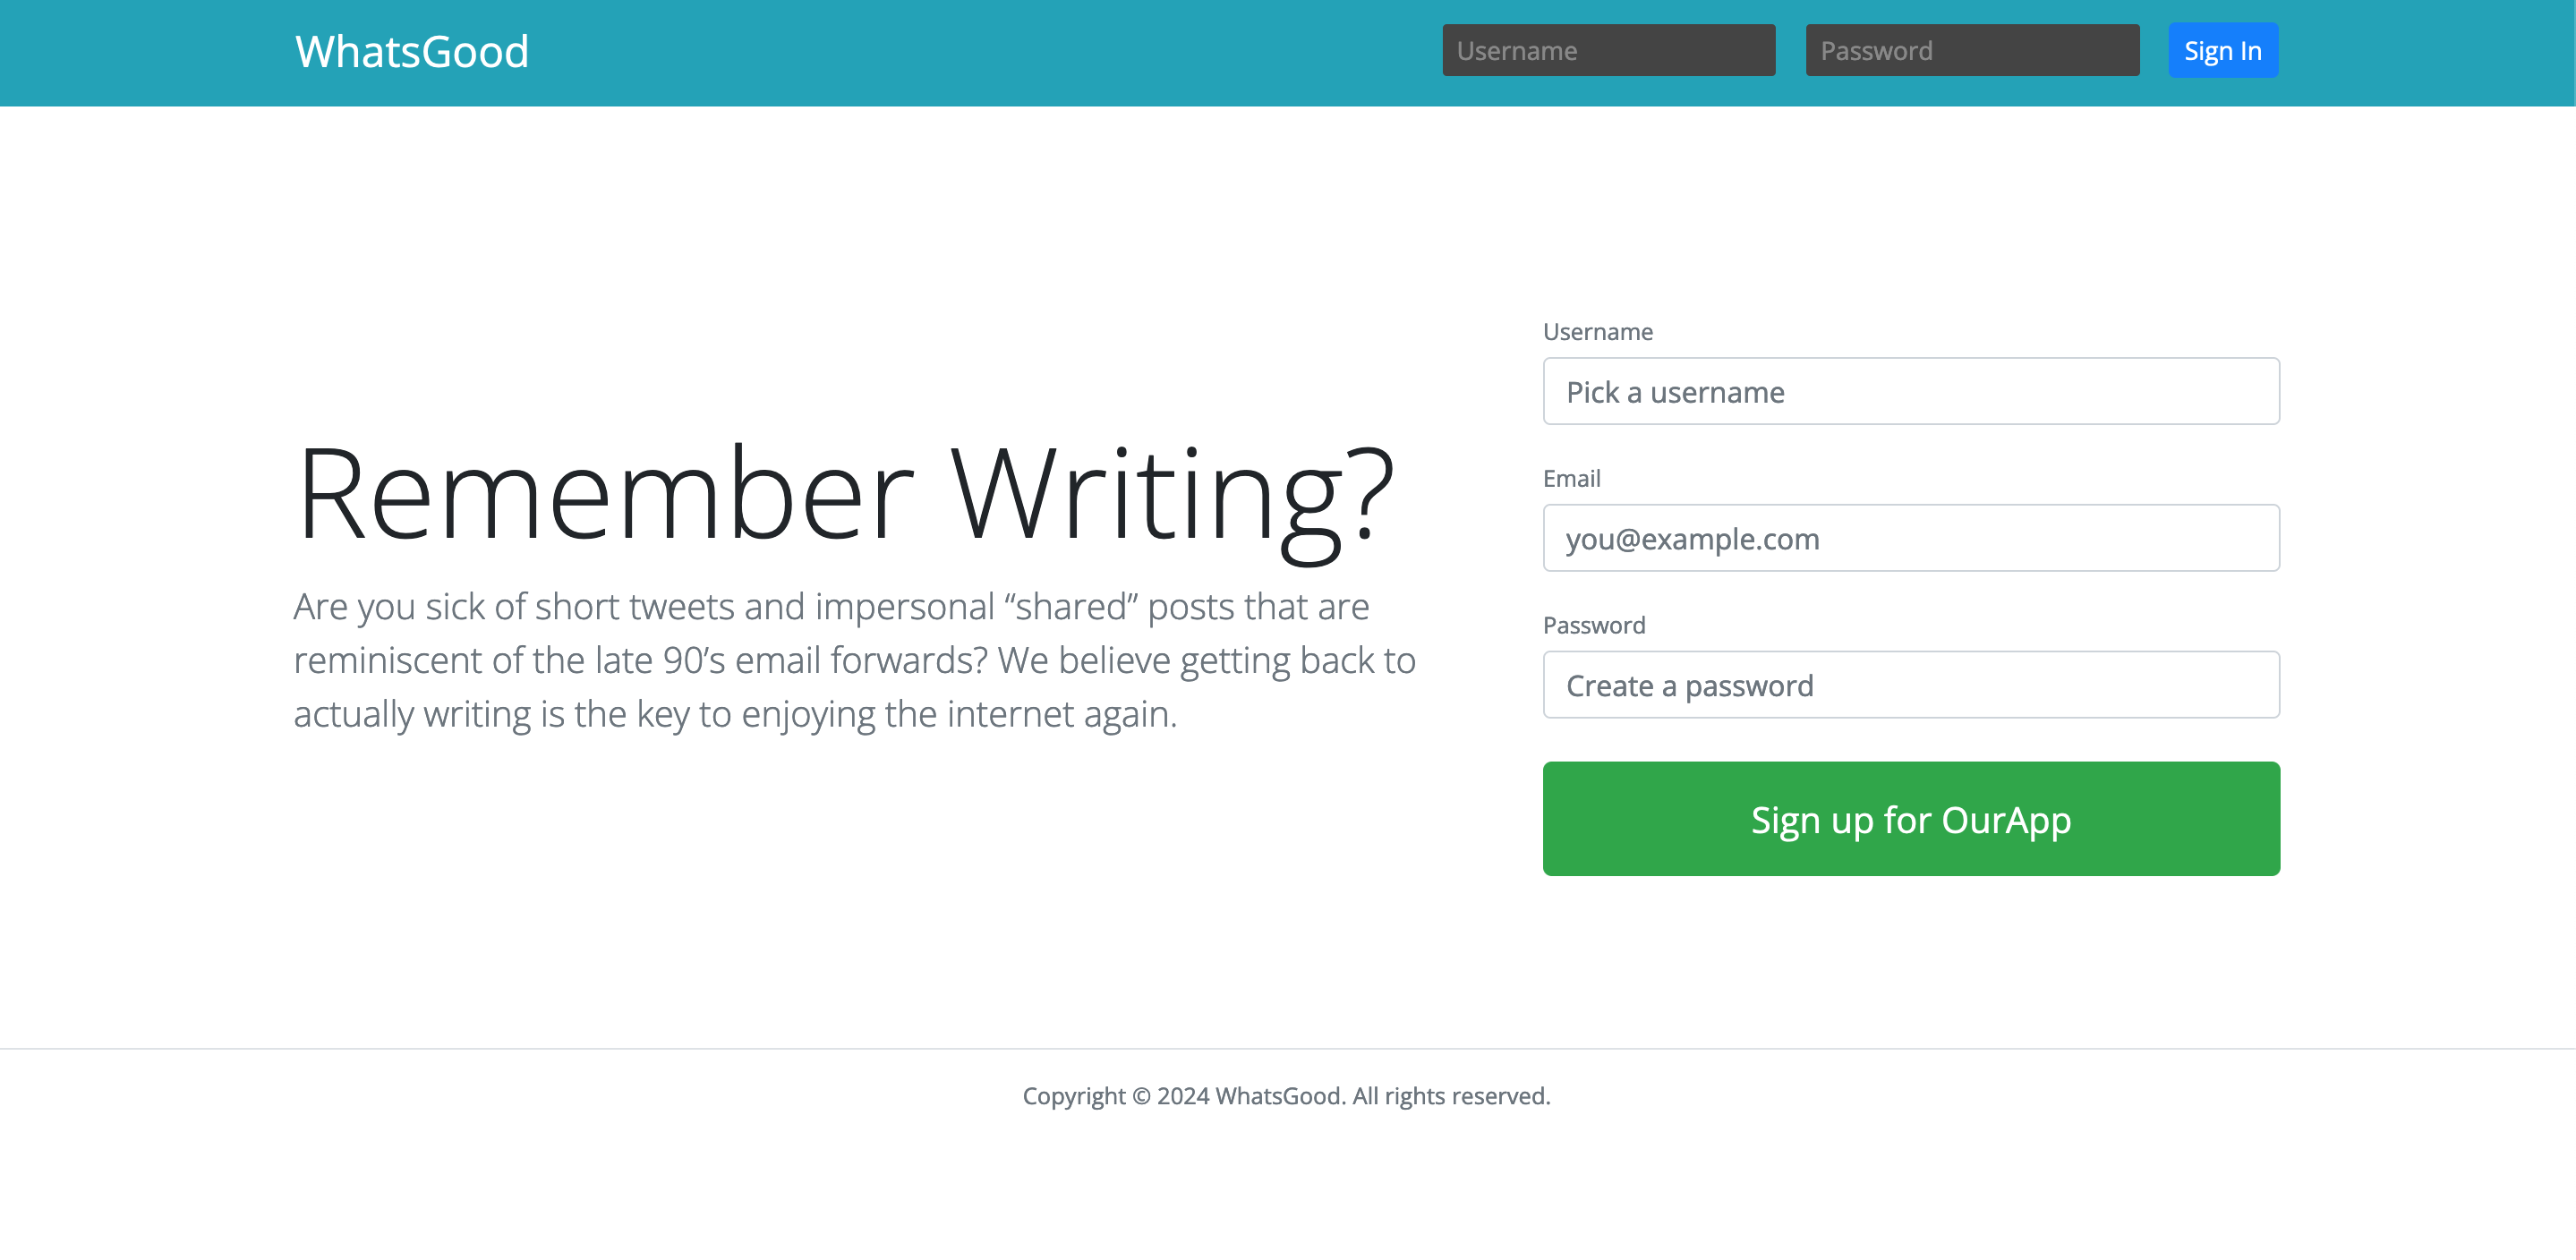 WhatsGood
Username
Password
Sign In
Remember Writing?
Are you sick of short tweets and impersonal “shared” posts that are
reminiscent of the late 90’s email forwards? We believe getting back to
actually writing is the key to enjoying the internet again.
Username
Pick a username
Email
you@example.com
Password
Create a password
Sign up for OurApp
Copyright © 2024 WhatsGood. All rights reserved.